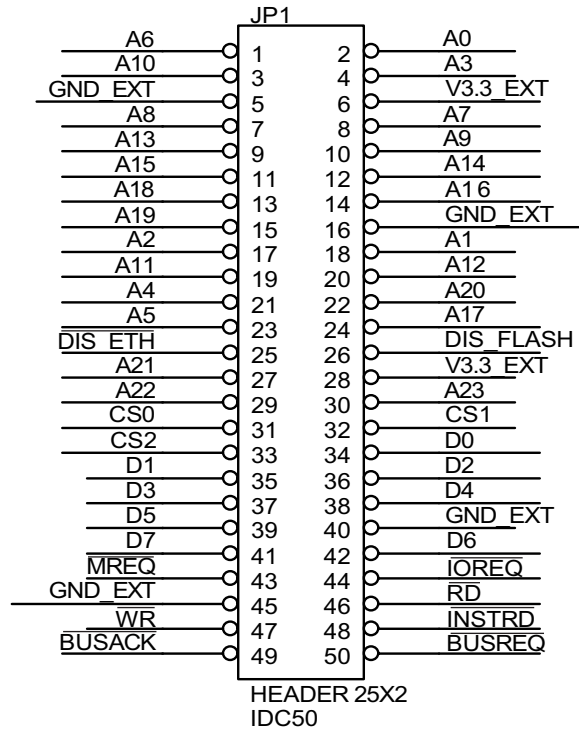 JP1
A6 1 2 A0
A10 3 4 A3
GND_EXT 5 6 V3.3_EXT
A8 7 8 A7
A13 9 10 A9
A15 11 12 A14
A18 13 14 A16
A19 15 16 GND_EXT
A2 17 18 A1
A11 19 20 A12
A4 21 22 A20
A5 23 24 A17
DIS_ETH 25 26 DIS_FLASH
A21 27 28 V3.3_EXT
A22 29 30 A23
CS0 31 32 CS1
CS2 33 34 D0
D1 35 36 D2
D3 37 38 D4
D5 39 40 GND_EXT
D7 41 42 D6
MREQ 43 44 IOREQ
GND_EXT 45 46 RD
WR 47 48 INSTRD
BUSACK 49 50 BUSREQ
HEADER 25X2
IDC50